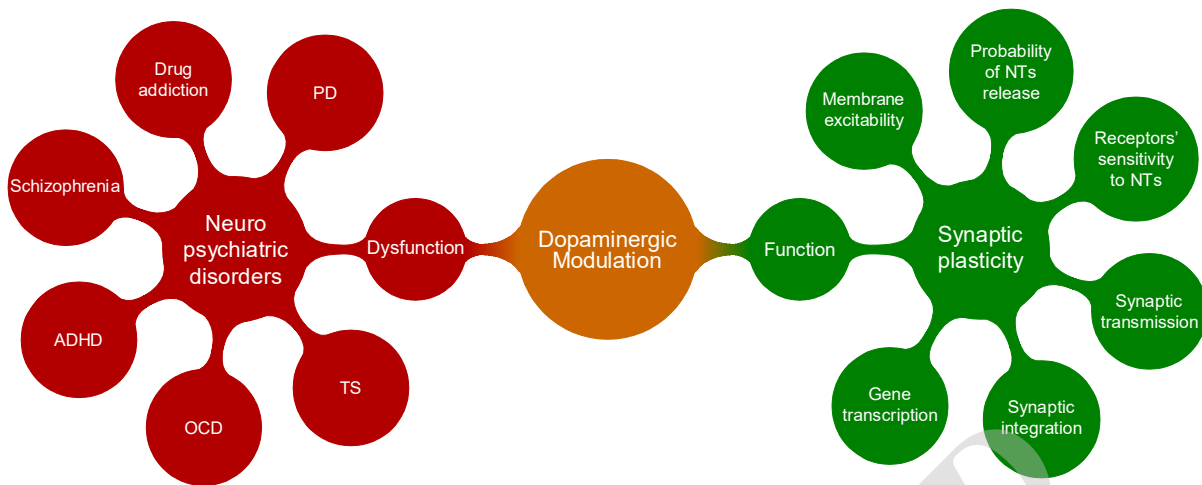 Drug
addiction
PD
Schizophrenia
Neuro
psychiatric
disorders
ADHD
OCD
TS
Dysfunction
Dopaminergic
Modulation
Function
Membrane
excitability
Probability
of NTs
release
Receptors'
sensitivity
to NTs
Synaptic
plasticity
Synaptic
transmission
Gene
transcription
Synaptic
integration